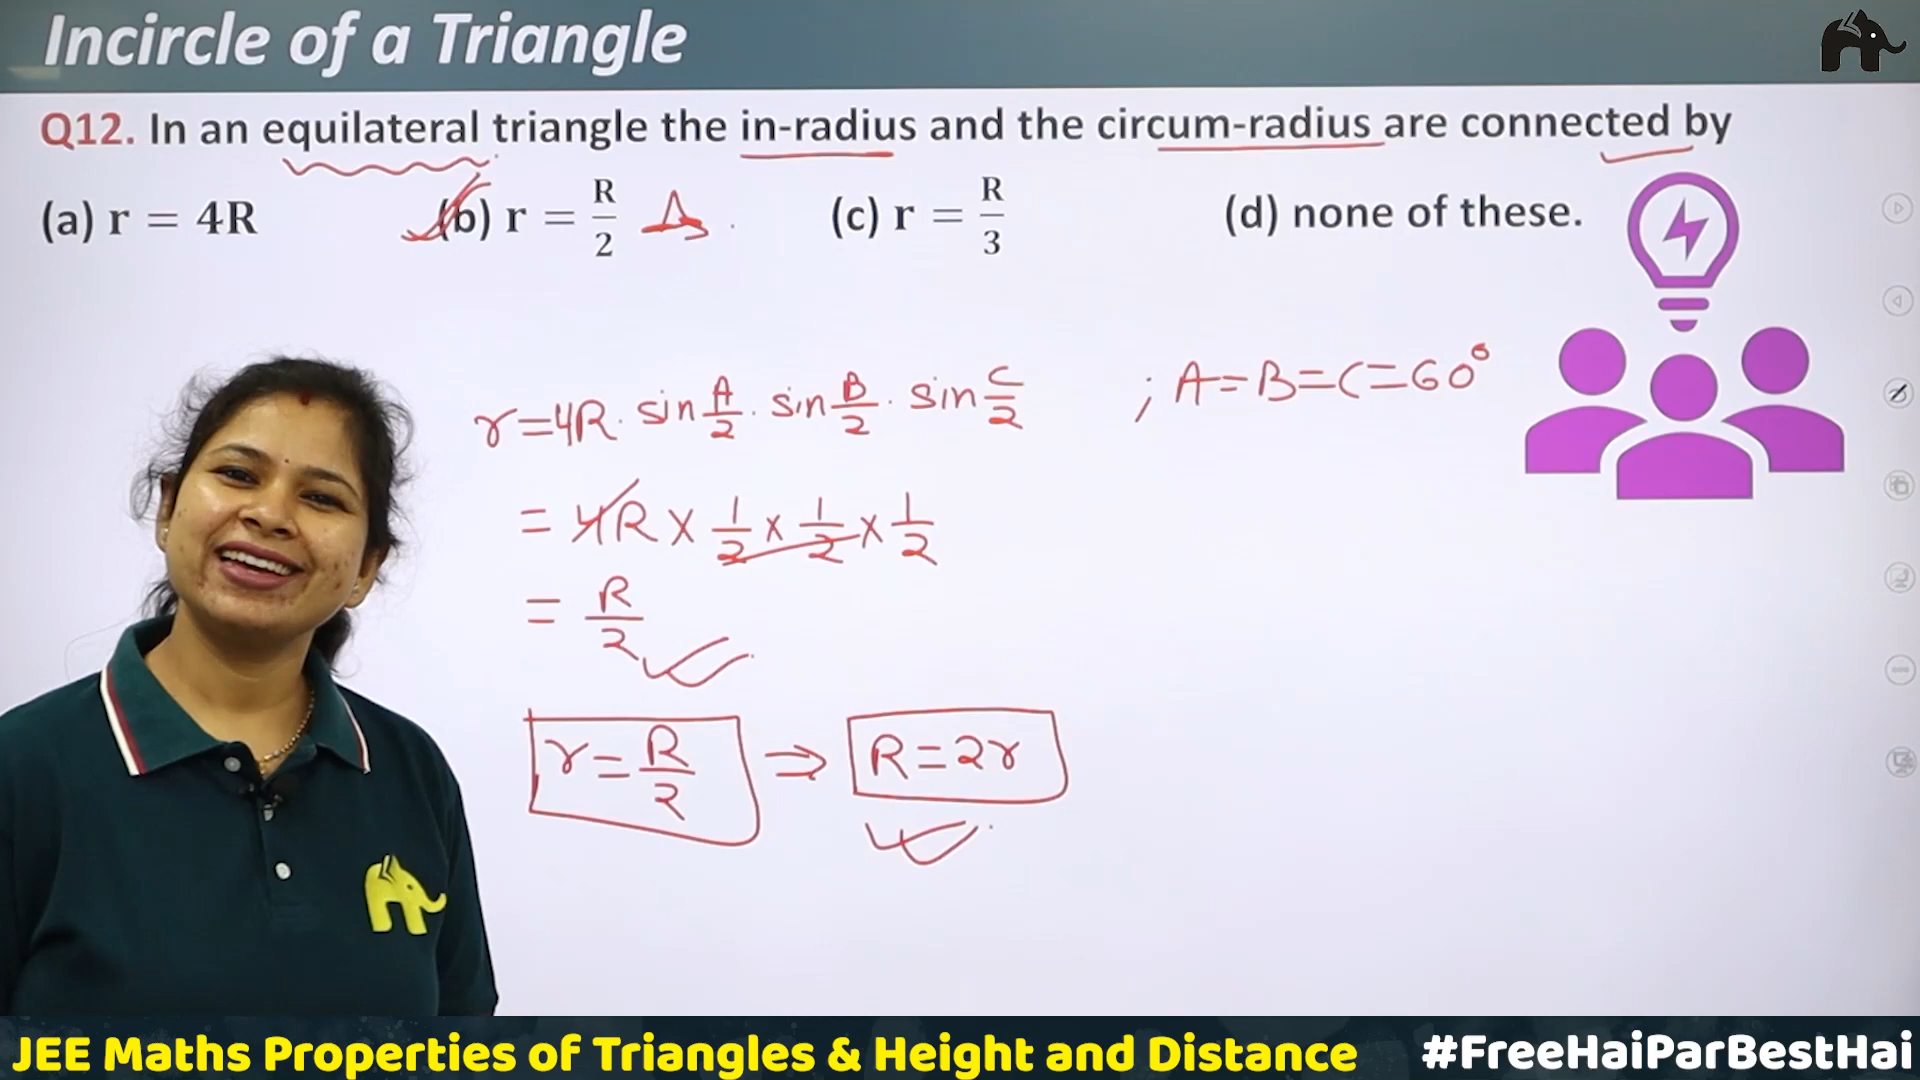 Incircle of a Triangle
Q12. In an equilateral triangle the in-radius and the circum-radius are connected by
(a) r = 4R (b) r = R/2 (c) r = R/3 (d) none of these.
r = 4R · sin A/2 · sin B/2 · sin C/2 ; A = B = C = 60°
= 4R × 1/2 × 1/2 × 1/2
= R/2
r = R/2 ⇒ R = 2r
JEE Maths Properties of Triangles & Height and Distance #FreeHaiParBestHai